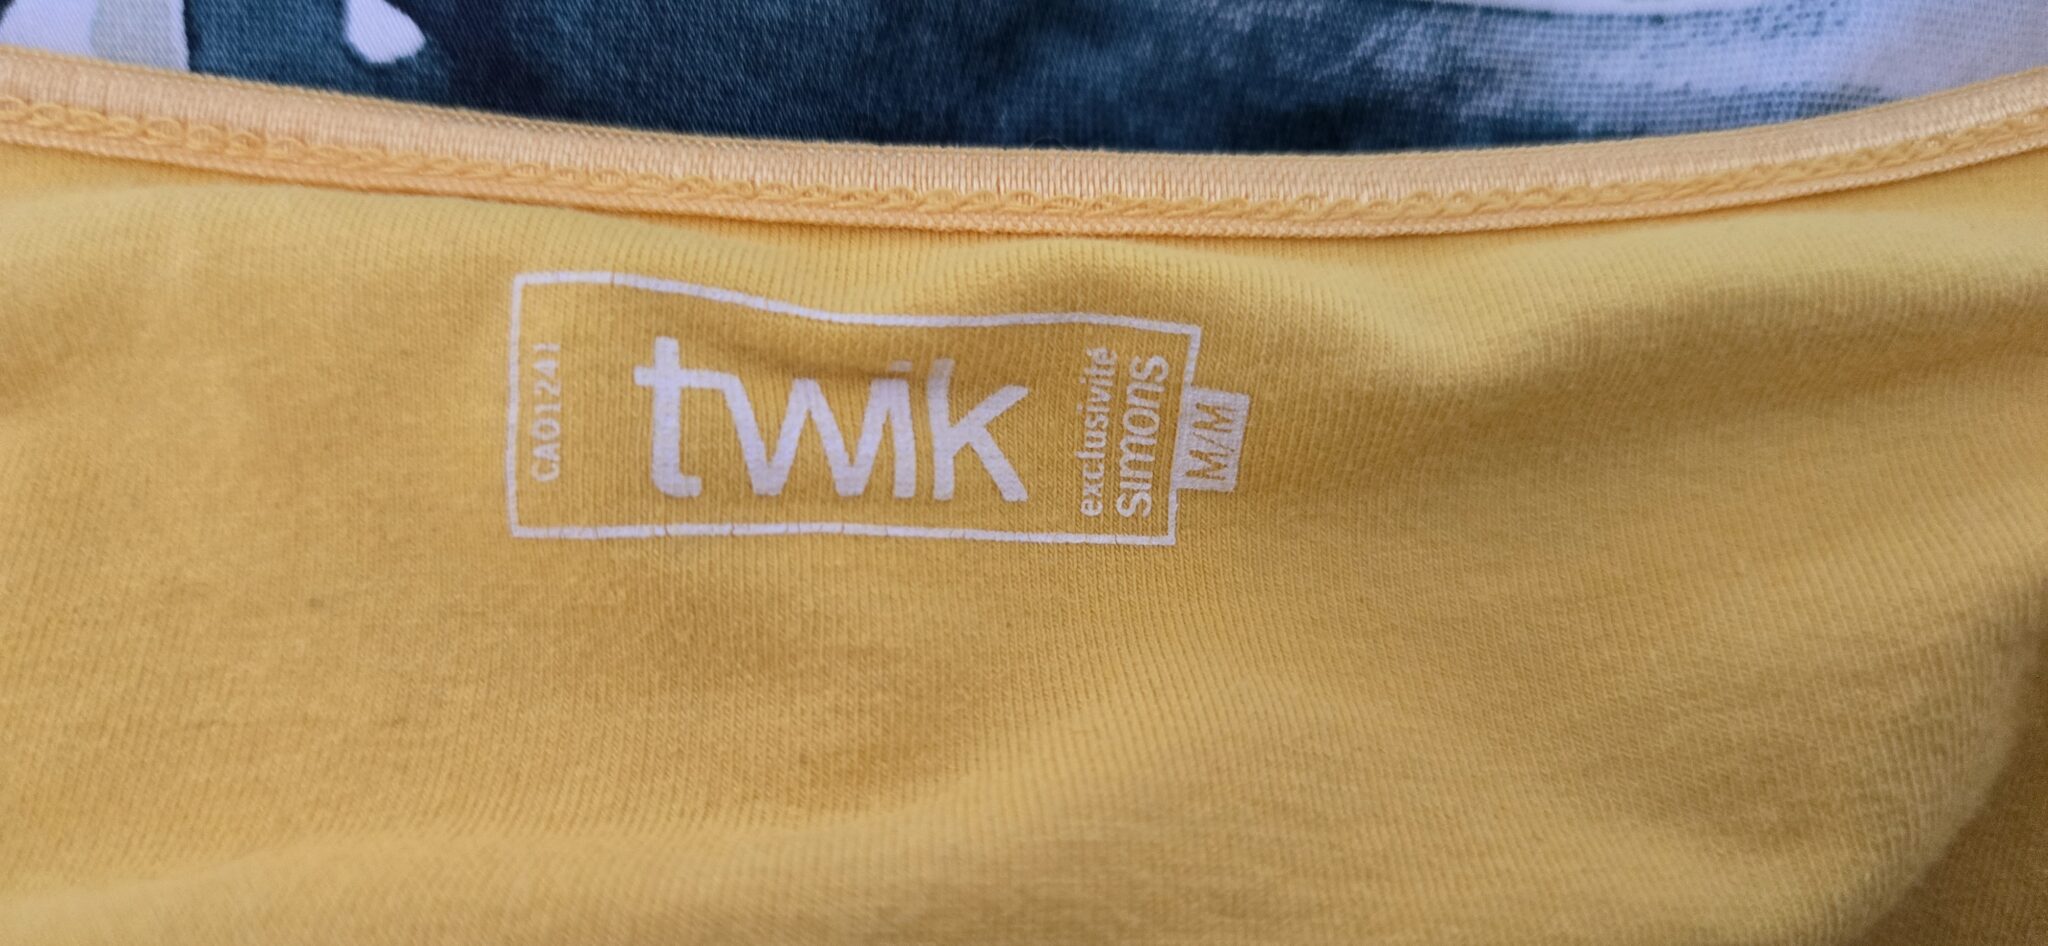 CA01241
twik
exclusivité
simons
M/M